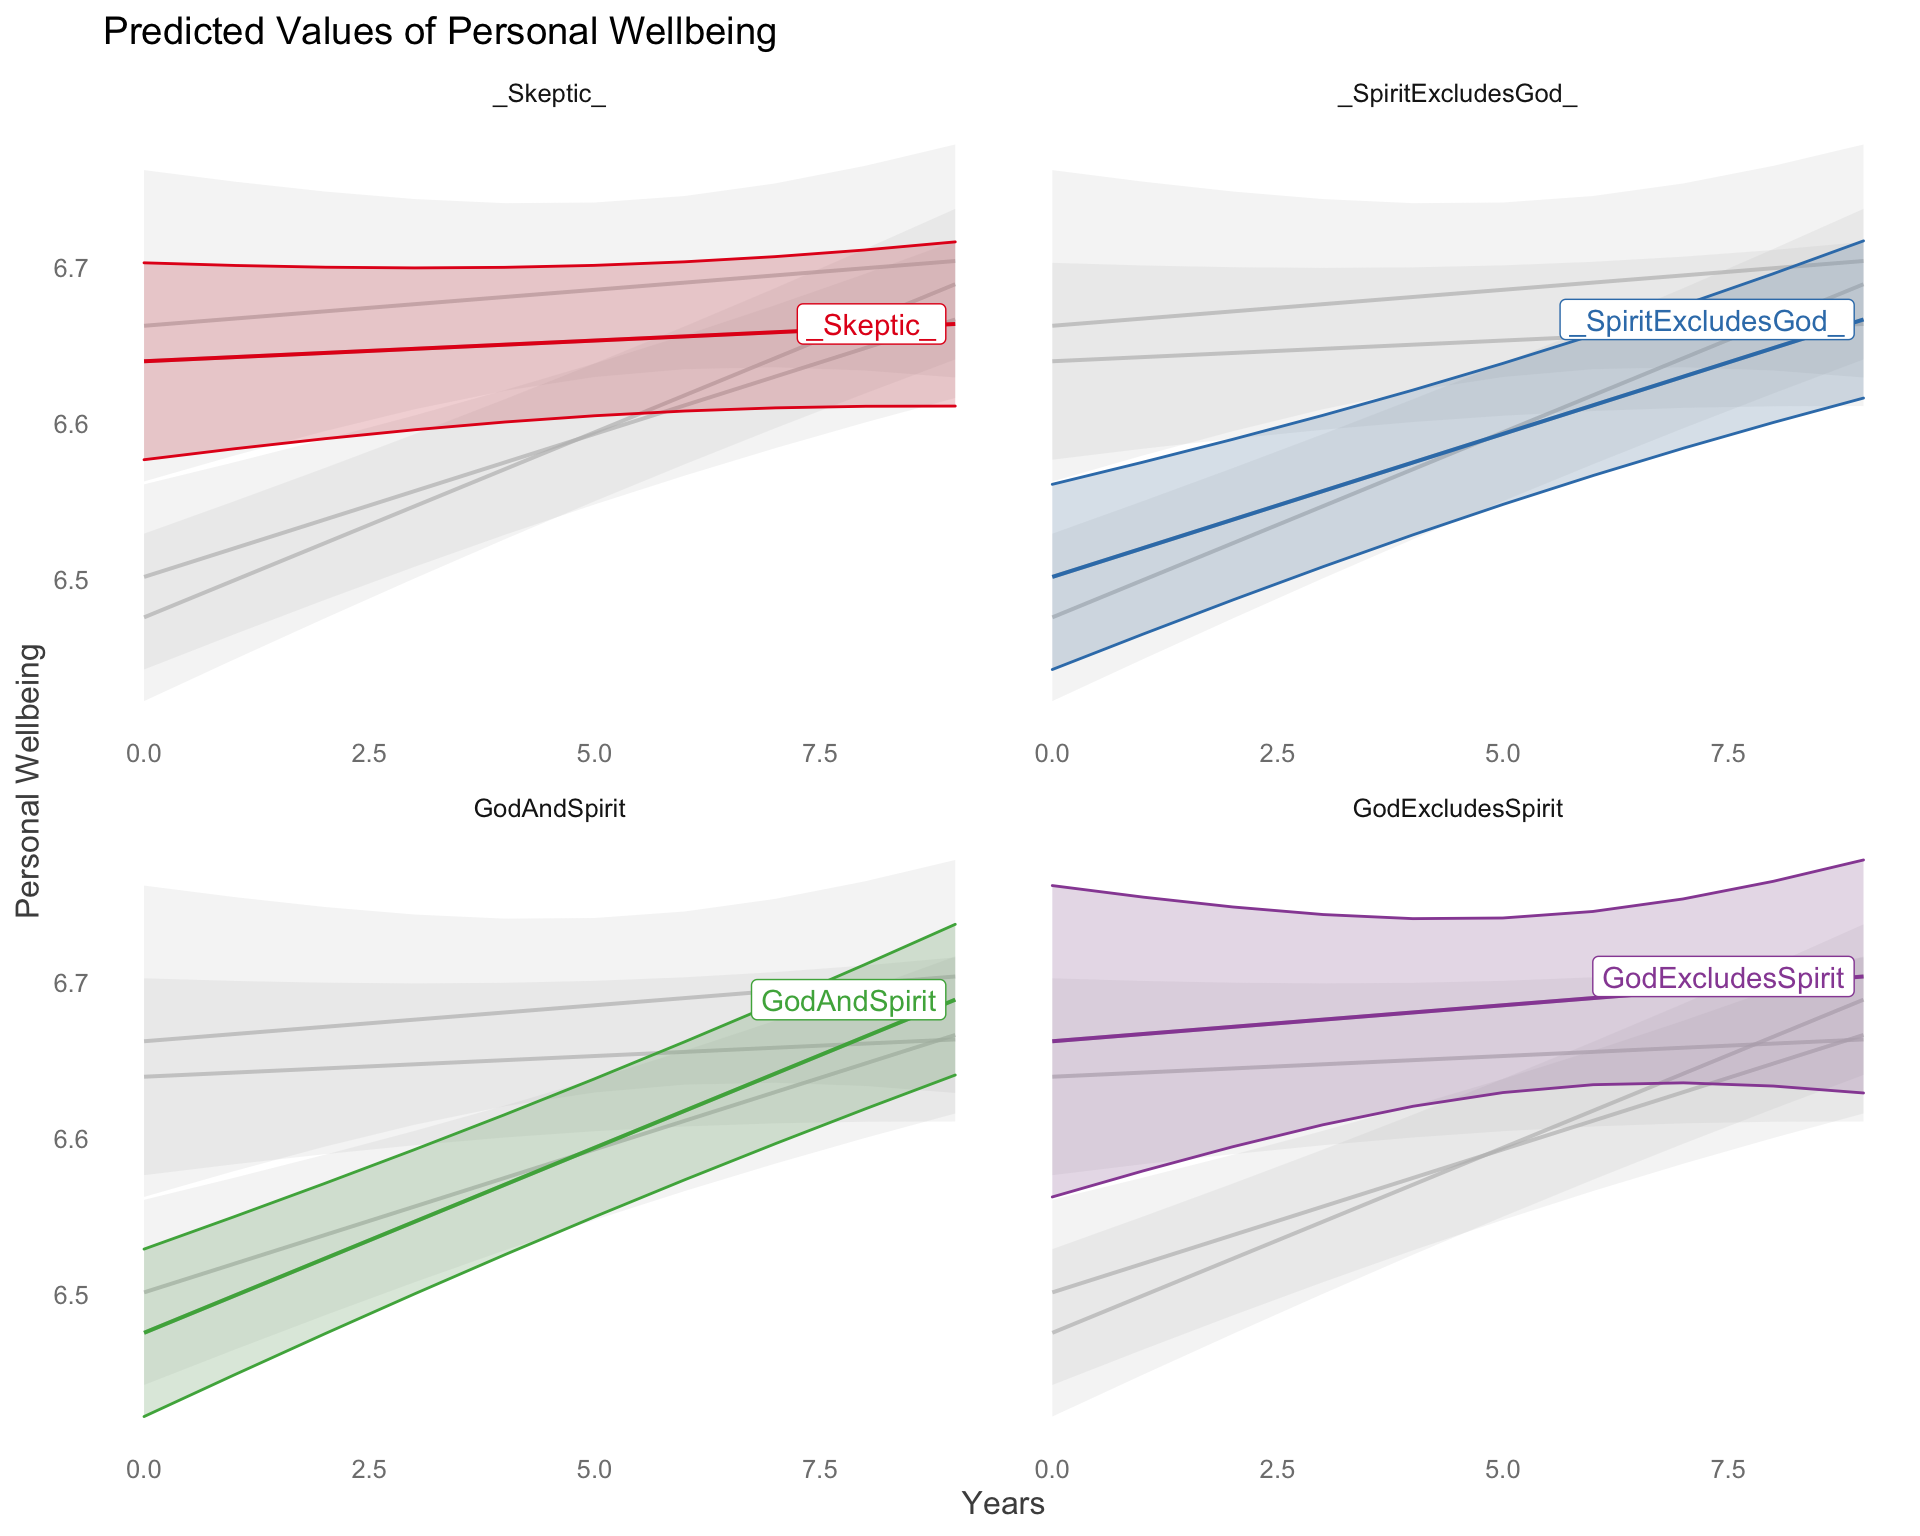 Predicted Values of Personal Wellbeing
_Skeptic_
_SpiritExcludesGod_
6.7
6.6
6.5
_Skeptic_
_SpiritExcludesGod_
0.0 2.5 5.0 7.5
0.0 2.5 5.0 7.5
Personal Wellbeing
GodAndSpirit
GodExcludesSpirit
6.7
6.6
6.5
GodAndSpirit
GodExcludesSpirit
0.0 2.5 5.0 7.5
0.0 2.5 5.0 7.5
Years